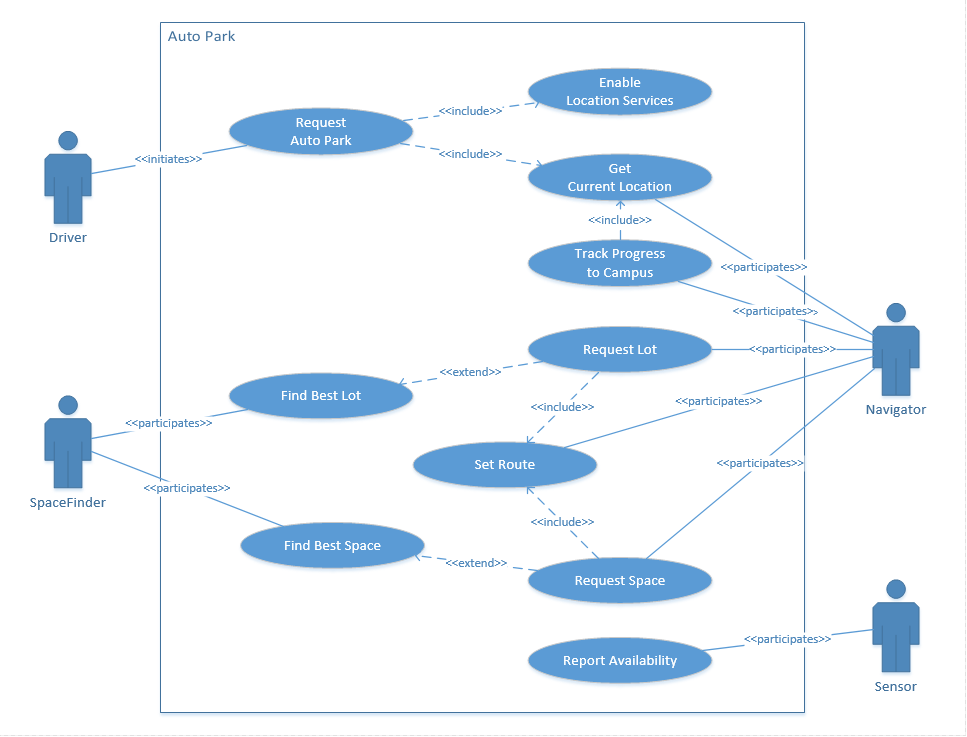 Auto Park
Enable
Location Services
<<include>>
Request
Auto Park
<<initiates>>
<<include>>
Get
Current Location
Driver
<<include>>
Track Progress
to Campus
<<participates>>
<<participates>>
Request Lot
<<participates>>
<<extend>>
Find Best Lot
<<include>>
<<participates>>
Navigator
<<participates>>
Set Route
<<participates>>
<<participates>>
SpaceFinder
<<include>>
Find Best Space
<<extend>>
Request Space
<<participates>>
Report Availability
Sensor